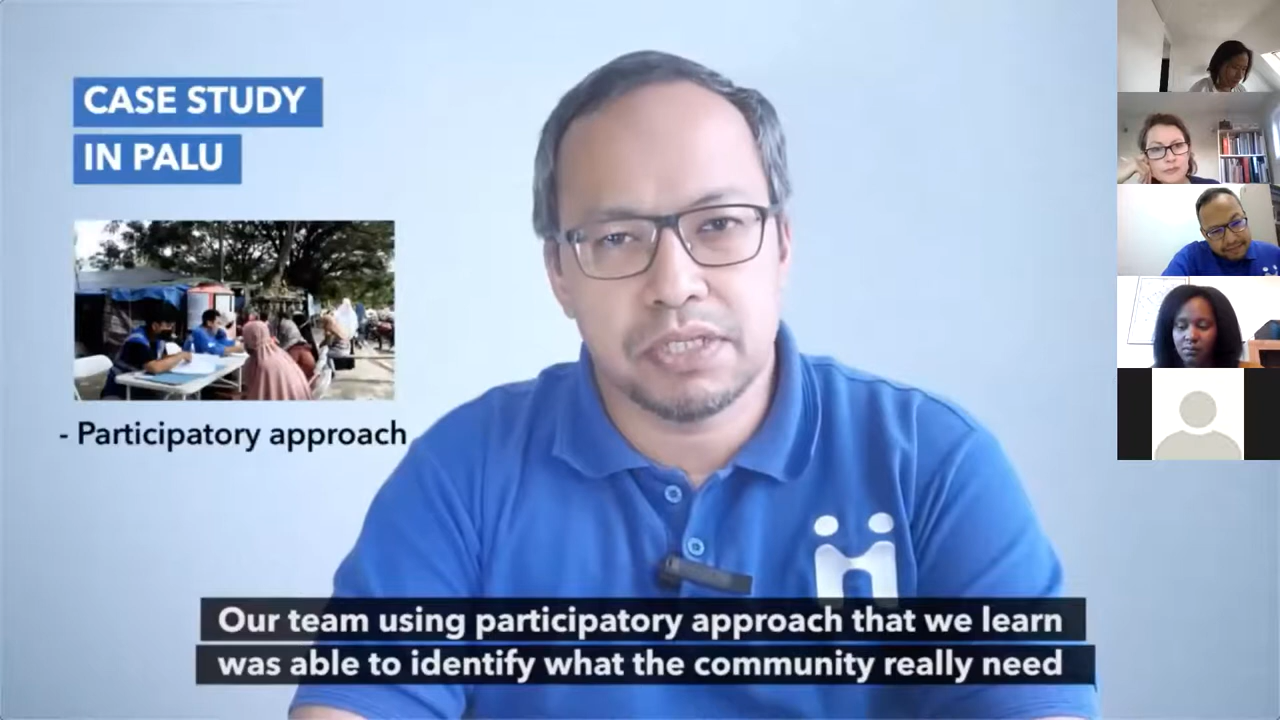 CASE STUDY
IN PALU
- Participatory approach
Our team using participatory approach that we learn
was able to identify what the community really need